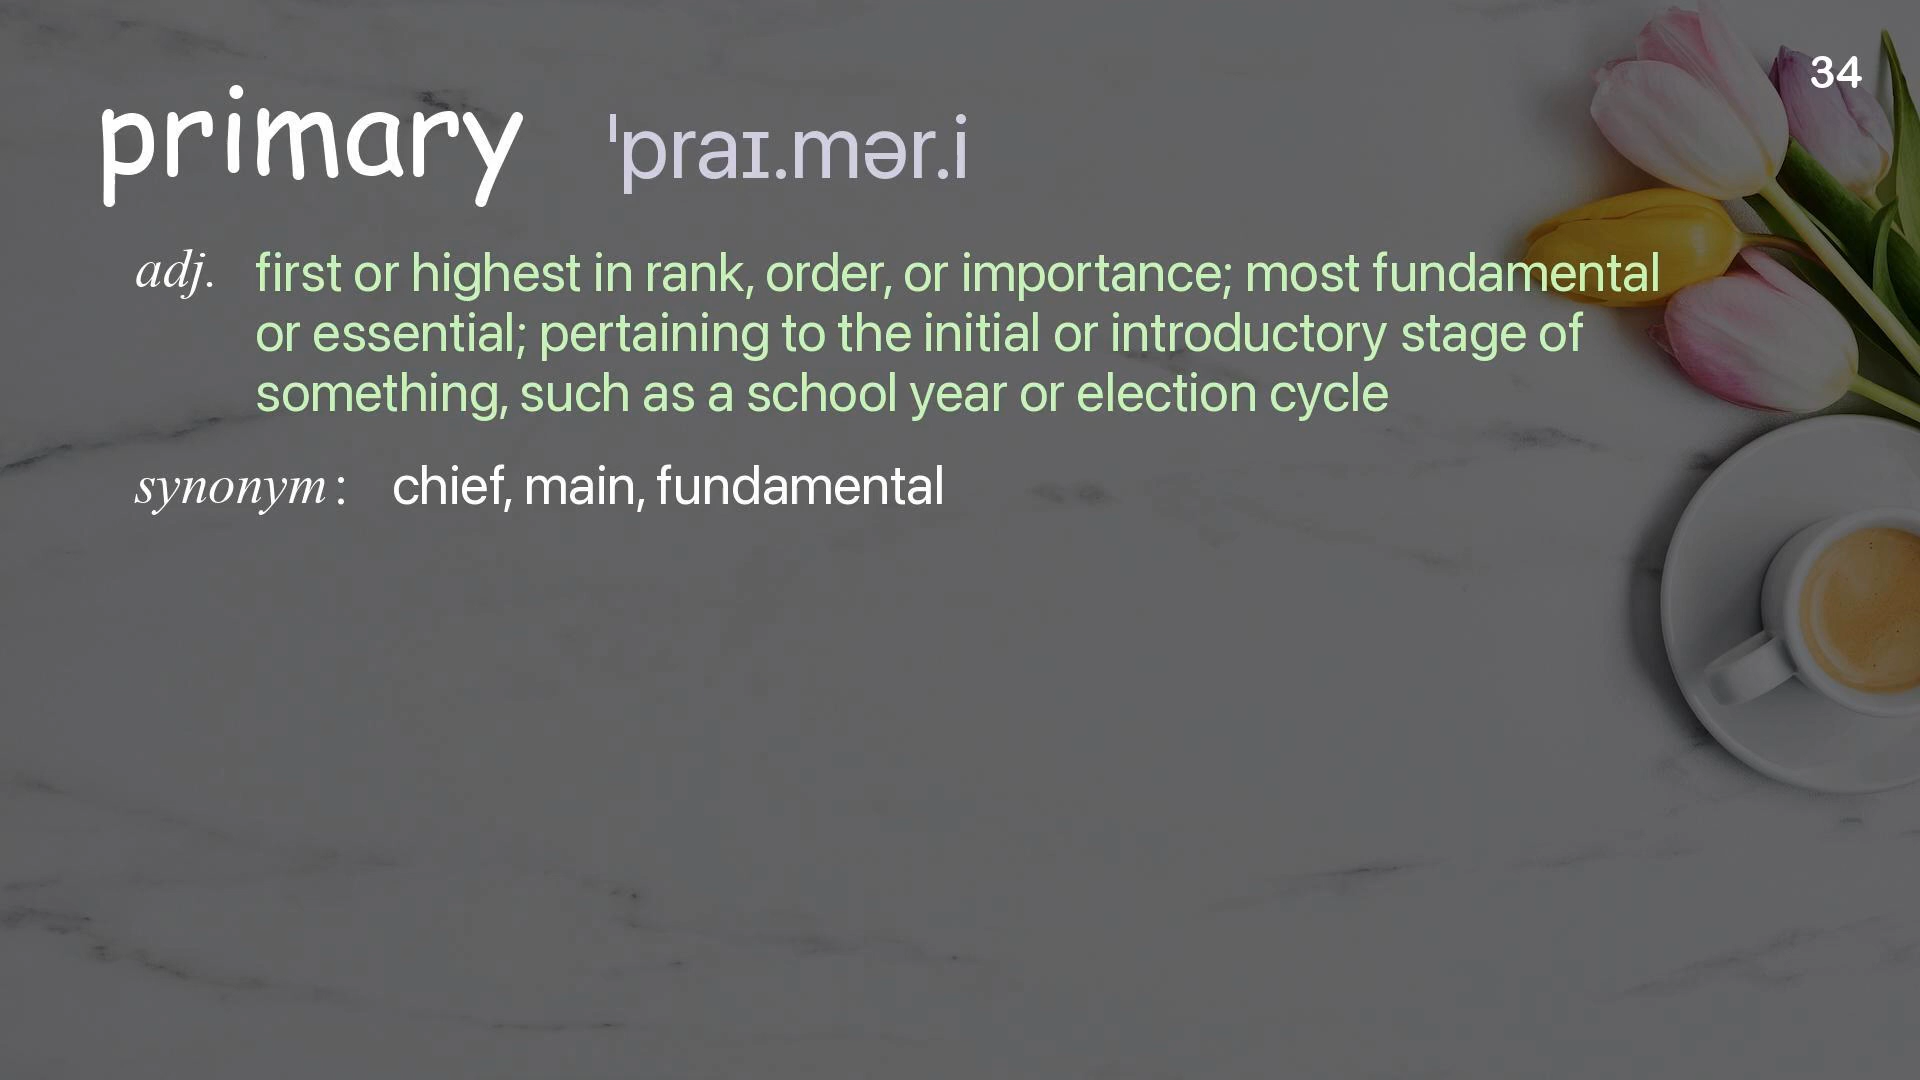 34
primary ˈpraɪ.mər.i
adj. first or highest in rank, order, or importance; most fundamental
or essential; pertaining to the initial or introductory stage of
something, such as a school year or election cycle
synonym: chief, main, fundamental